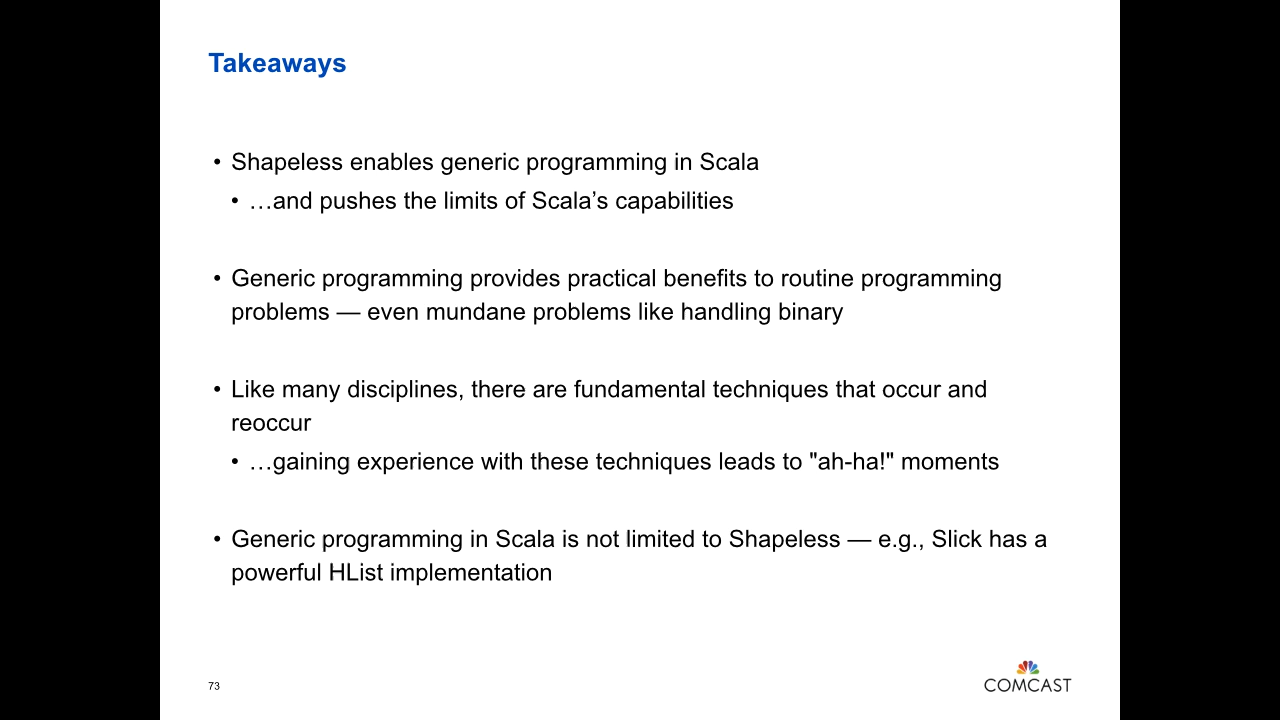 Takeaways
• Shapeless enables generic programming in Scala
• …and pushes the limits of Scala’s capabilities
• Generic programming provides practical benefits to routine programming
problems — even mundane problems like handling binary
• Like many disciplines, there are fundamental techniques that occur and
reoccur
• …gaining experience with these techniques leads to "ah-ha!" moments
• Generic programming in Scala is not limited to Shapeless — e.g., Slick has a
powerful HList implementation
73
COMCAST